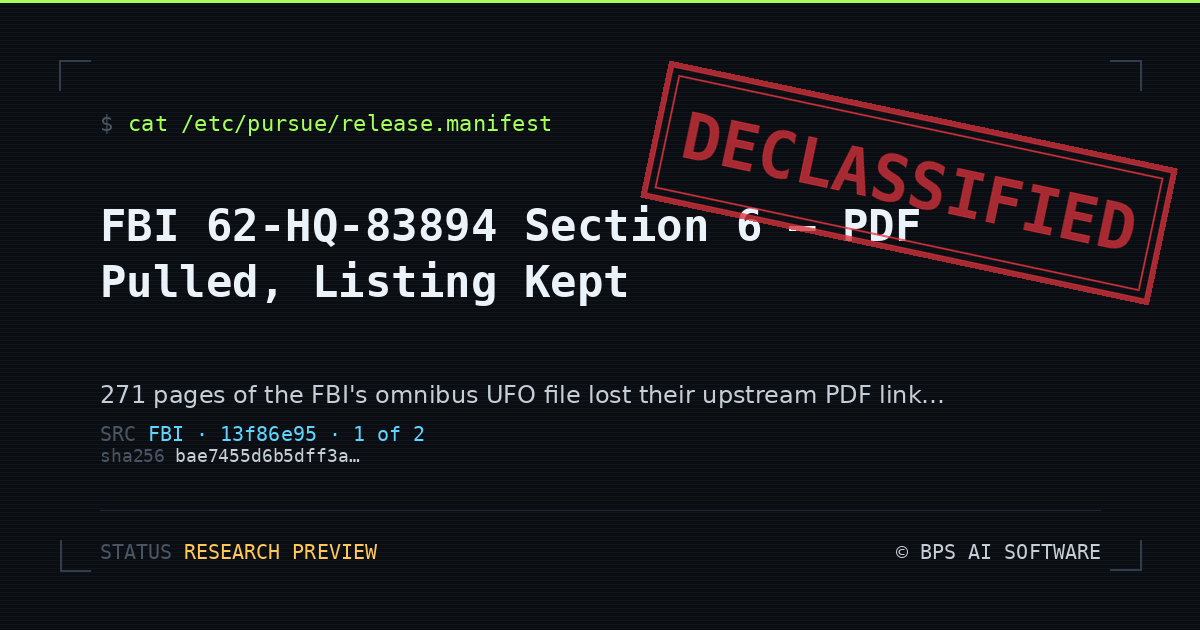 $ cat /etc/pursue/release.manifest
DECLASSIFIED
FBI 62-HQ-83894 Section 6 — PDF
Pulled, Listing Kept
271 pages of the FBI's omnibus UFO file lost their upstream PDF link…
SRC FBI · 13f86e95 · 1 of 2
sha256 bae7455d6b5dff3a…
STATUS RESEARCH PREVIEW
© BPS AI SOFTWARE